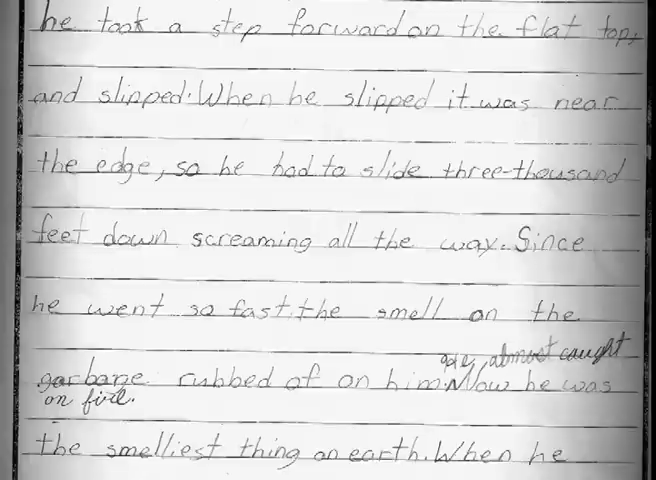 he took a step forward on the flat top,
and slipped. When he slipped it was near
the edge, so he had to slide three-thousand
feet down screaming all the way. Since
he went so fast, the smell on the
almost caught
garbage rubbed of on him. Now he was
on fire.
the smelliest thing on earth. When he